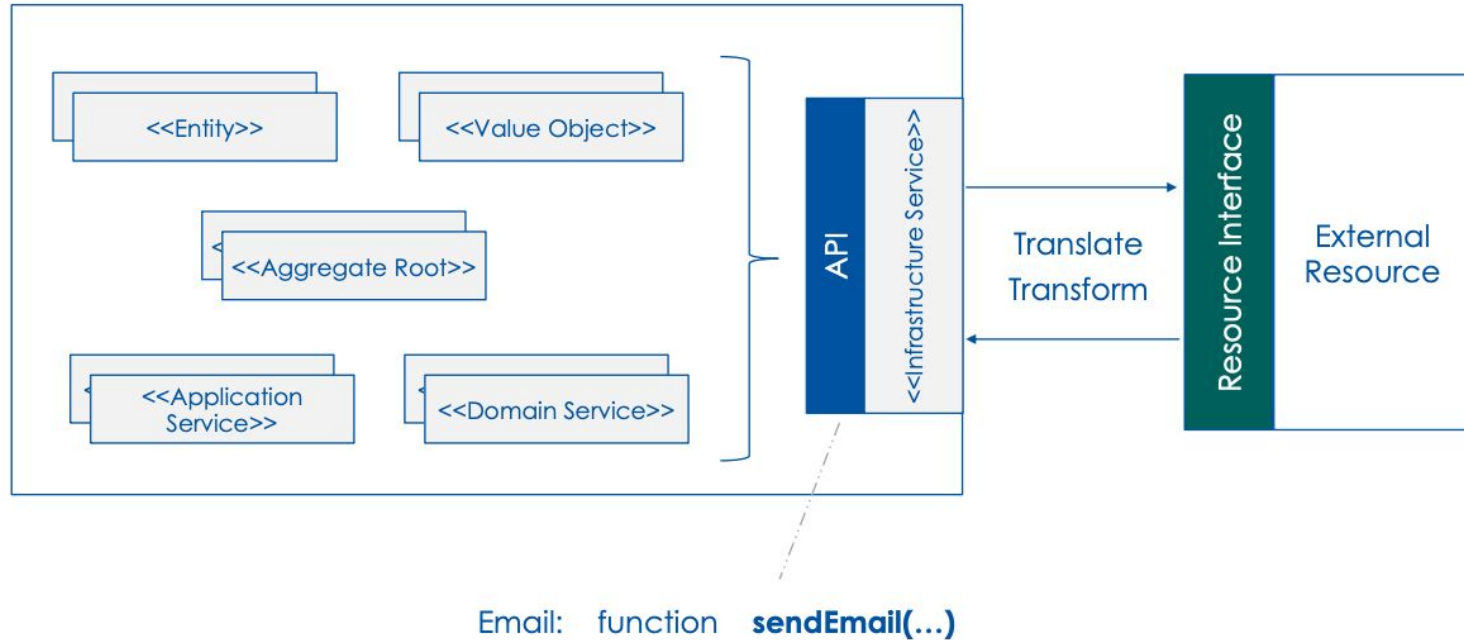 <<Entity>>
<<Value Object>>
<
<<Aggregate Root>>
<
<<Application
Service>>
<
<<Domain Service>>
API
<<Infrastructure Service>>
Translate
Transform
Resource Interface
External
Resource
Email: function sendEmail(...)